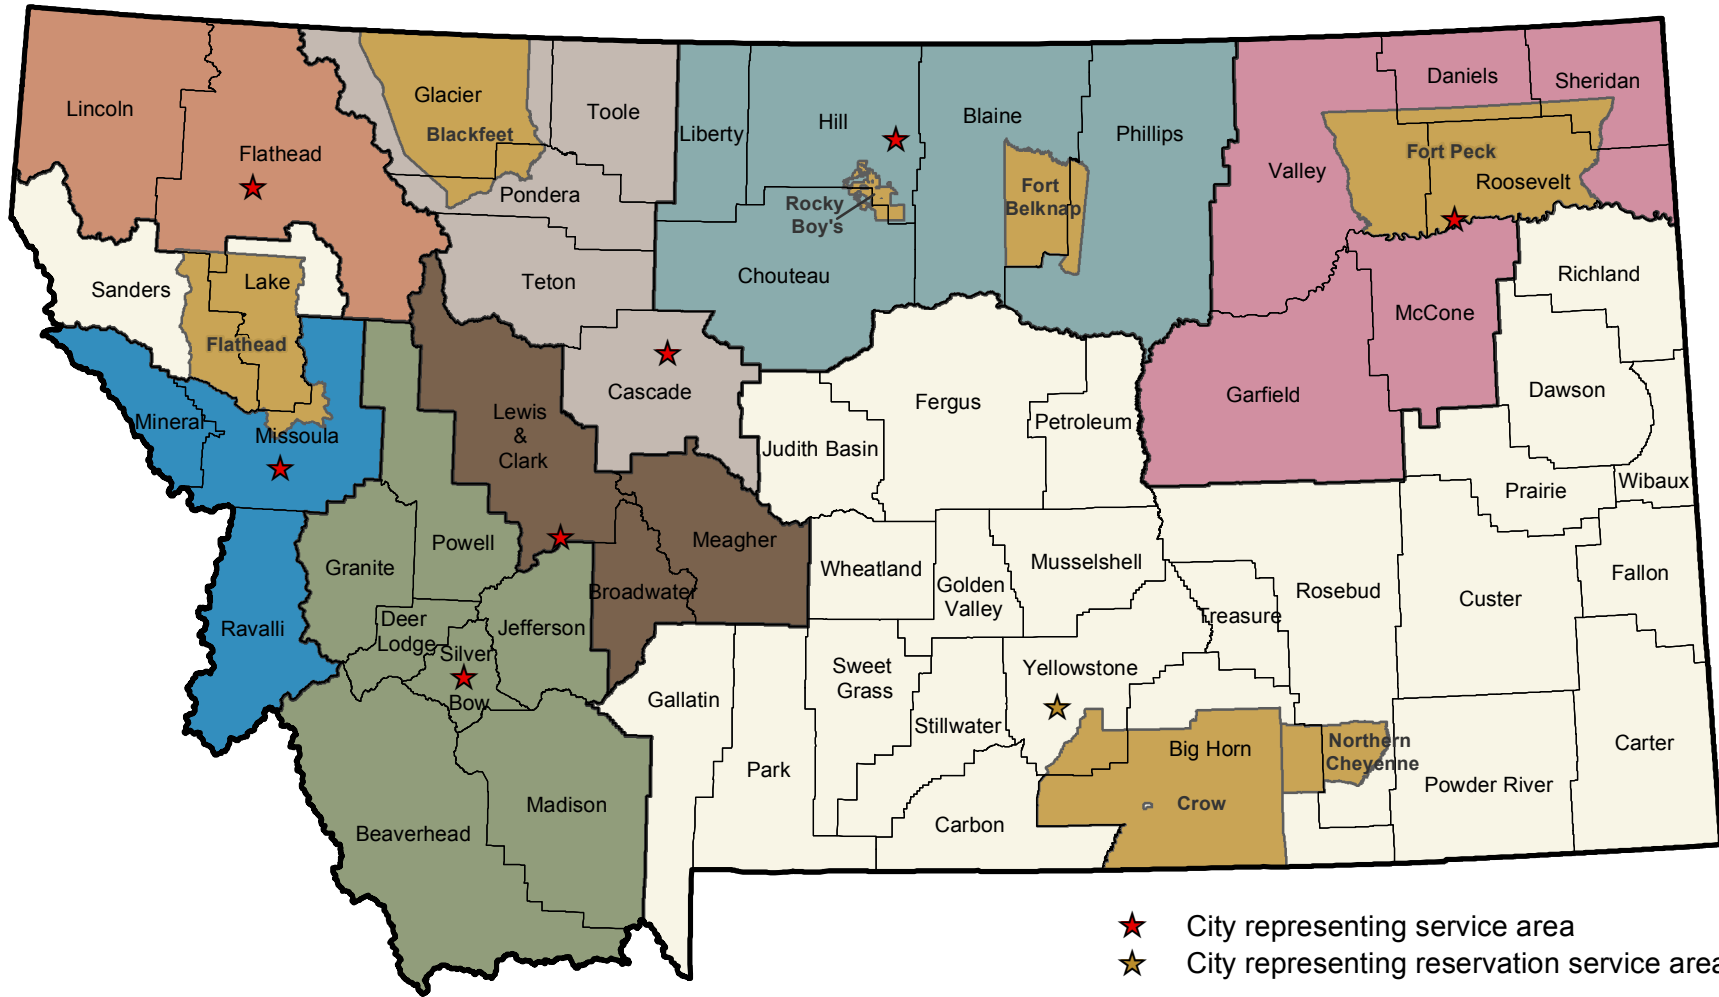 Lincoln
Flathead
Glacier
Blackfeet
Toole
Pondera
Teton
Liberty
Hill
Rocky
Boy's
Chouteau
Blaine
Fort
Belknap
Phillips
Valley
Daniels
Sheridan
Fort Peck
Roosevelt
Sanders
Lake
Flathead
Mineral
Missoula
Ravalli
Cascade
Lewis
&
Clark
Meagher
Broadwater
Powell
Granite
Deer
Lodge
Silver
Bow
Jefferson
Beaverhead
Madison
Judith Basin
Fergus
Petroleum
Garfield
McCone
Richland
Dawson
Prairie
Wibaux
Wheatland
Golden
Valley
Musselshell
Treasure
Rosebud
Custer
Fallon
Gallatin
Park
Sweet
Grass
Stillwater
Yellowstone
Carbon
Big Horn
Crow
Northern
Cheyenne
Powder River
Carter
City representing service area
City representing reservation service area